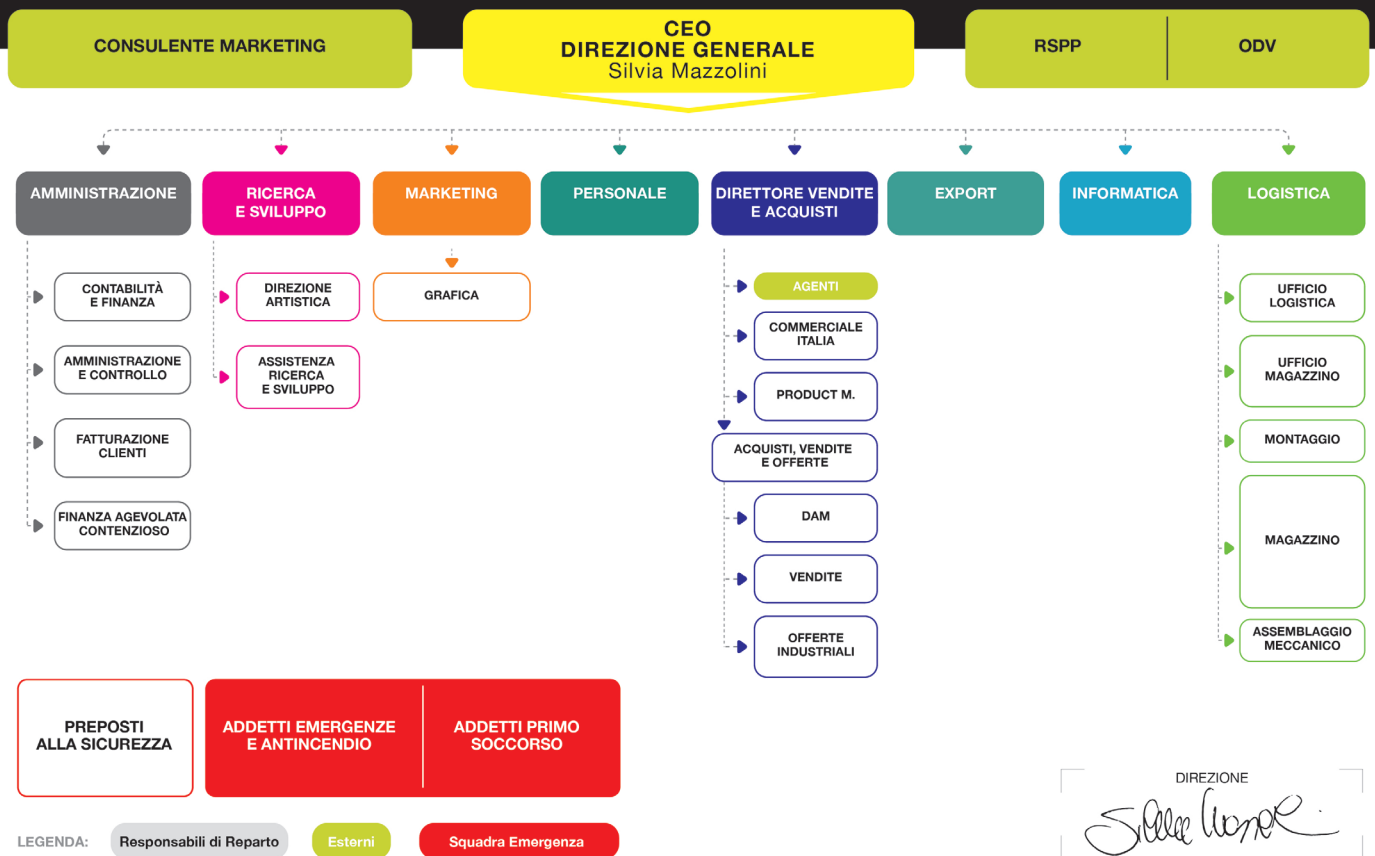 CONSULENTE MARKETING
CEO
DIREZIONE GENERALE
Silvia Mazzolini
RSPP
ODV
AMMINISTRAZIONE
RICERCA
E SVILUPPO
MARKETING
PERSONALE
DIRETTORE VENDITE
E ACQUISTI
EXPORT
INFORMATICA
LOGISTICA
CONTABILITÀ
E FINANZA
AMMINISTRAZIONE
E CONTROLLO
FATTURAZIONE
CLIENTI
FINANZA AGEVOLATA
CONTENZIOSO
DIREZIONE
ARTISTICA
ASSISTENZA
RICERCA
E SVILUPPO
GRAFICA
AGENTI
COMMERCIALE
ITALIA
PRODUCT M.
ACQUISTI, VENDITE
E OFFERTE
DAM
VENDITE
OFFERTE
INDUSTRIALI
UFFICIO
LOGISTICA
UFFICIO
MAGAZZINO
MONTAGGIO
MAGAZZINO
ASSEMBLAGGIO
MECCANICO
PREPOSTI
ALLA SICUREZZA
ADDETTI EMERGENZE
E ANTINCENDIO
ADDETTI PRIMO
SOCCORSO
DIREZIONE
LEGENDA:
Responsabili di Reparto
Esterni
Squadra Emergenza